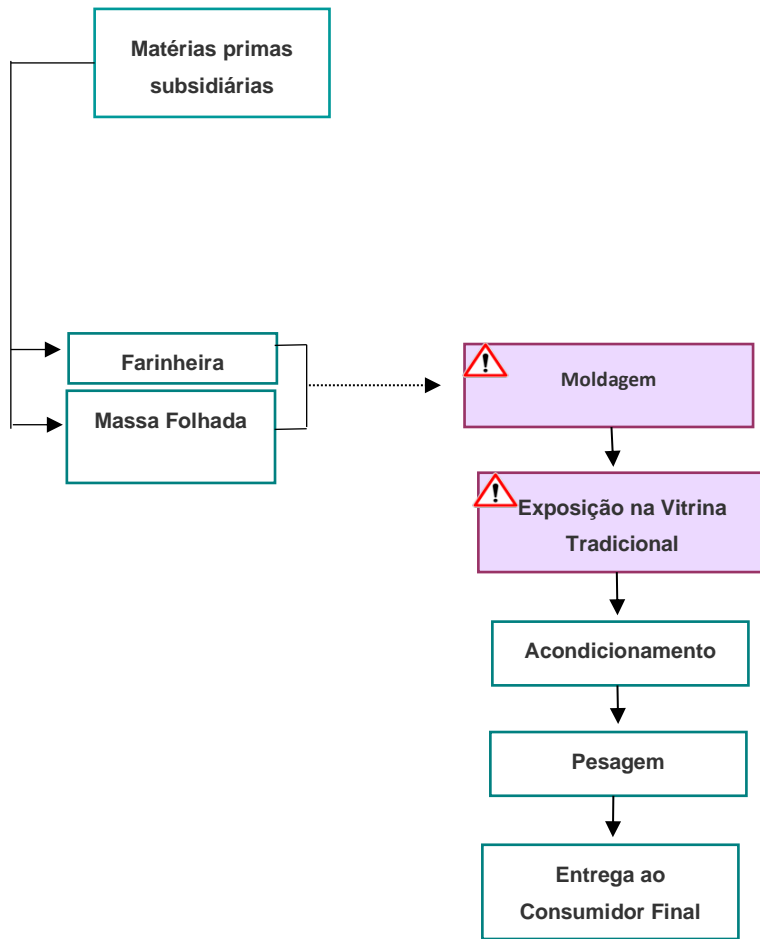 Matérias primas
subsidiárias
Farinheira
Massa Folhada
Moldagem
Exposição na Vitrina
Tradicional
Acondicionamento
Pesagem
Entrega ao
Consumidor Final